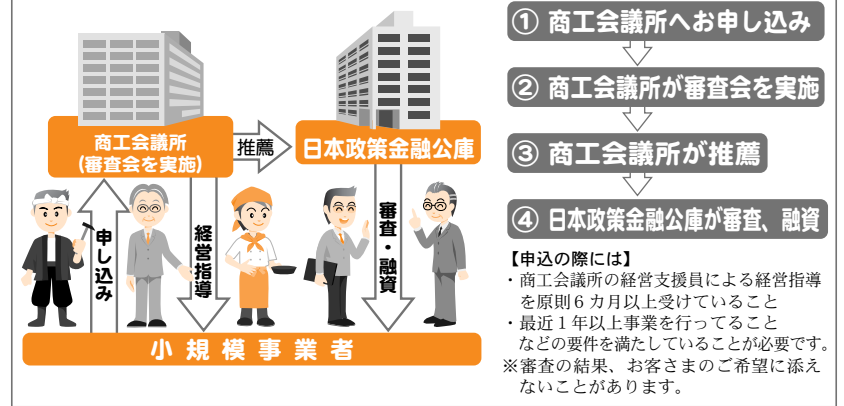 商工会議所
(審査会を実施)
推薦
日本政策金融公庫
申し込み
経営指導
審査・融資
小規模事業者
① 商工会議所へお申し込み
② 商工会議所が審査会を実施
③ 商工会議所が推薦
④ 日本政策金融公庫が審査、融資
【申込の際には】
・商工会議所の経営支援員による経営指導
を原則6カ月以上受けていること
・最近1年以上事業を行ってること
などの要件を満たしていることが必要です。
※審査の結果、お客さまのご希望に添え
ないことがあります。